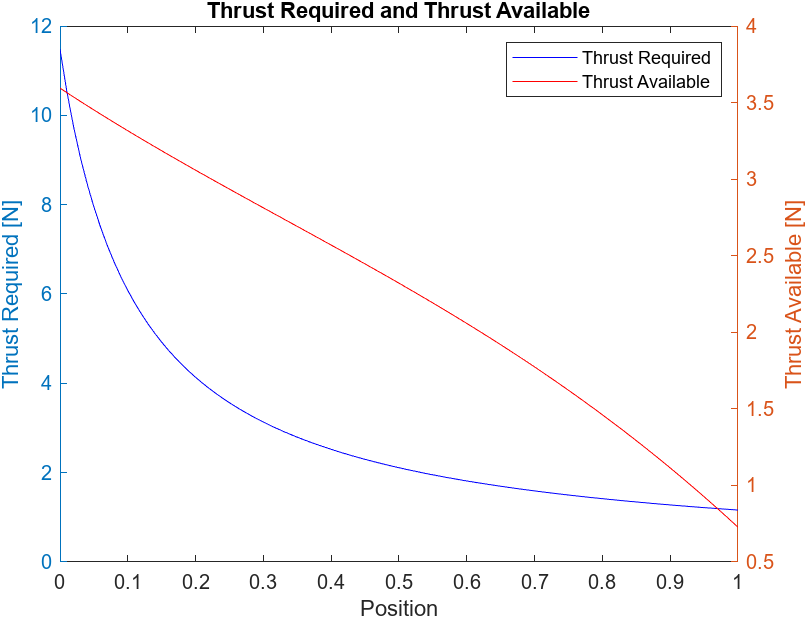 Thrust Required and Thrust Available
Thrust Required
Thrust Available
Thrust Required [N]
12
10
8
6
4
2
0
Thrust Available [N]
4
3.5
3
2.5
2
1.5
1
0.5
0 0.1 0.2 0.3 0.4 0.5 0.6 0.7 0.8 0.9 1
Position